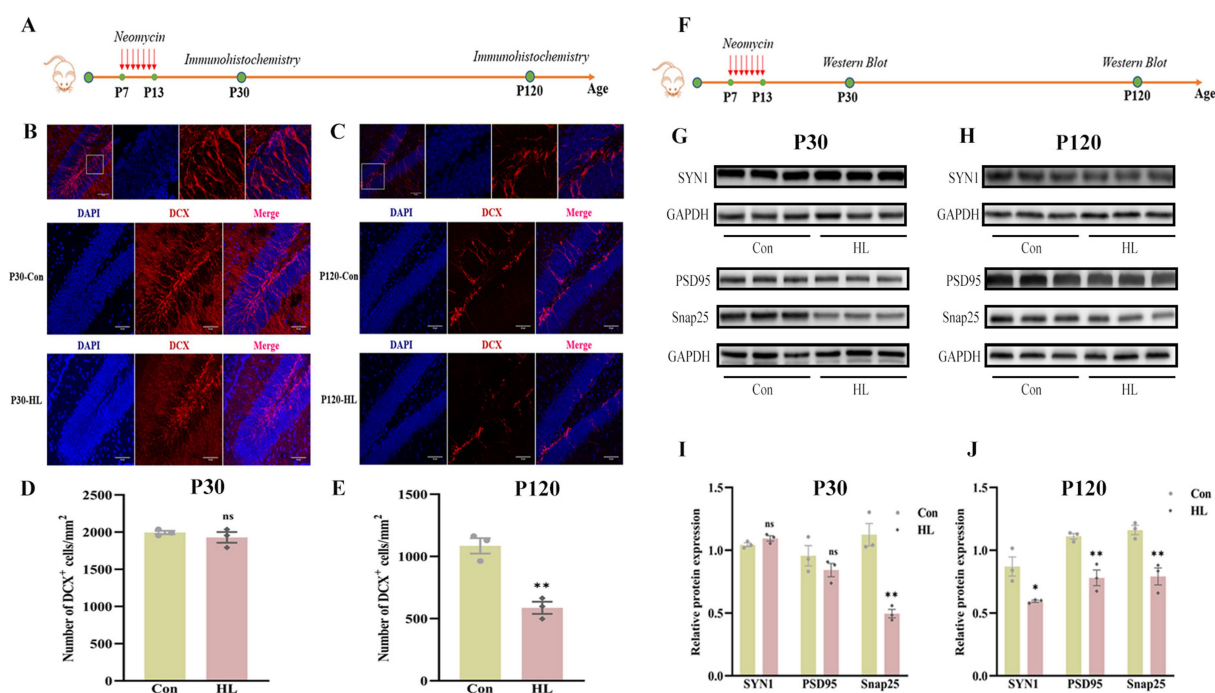 A
Neomycin
Immunohistochemistry
Immunohistochemistry
P7
P13
P30
P120
Age
B
C
DAPI
DCX
Merge
DAPI
DCX
Merge
P30-Con
P120-Con
DAPI
DCX
Merge
DAPI
DCX
Merge
P30-HL
P120-HL
D
P30
Number of DCX⁺ cells/mm²
2500
2000
1500
1000
500
0
ns
Con
HL
E
P120
Number of DCX⁺ cells/mm²
1500
1000
500
0
**
Con
HL
F
Neomycin
Western Blot
Western Blot
P7
P13
P30
P120
Age
G
P30
SYN1
GAPDH
Con
HL
PSD95
Snap25
GAPDH
Con
HL
H
P120
SYN1
GAPDH
Con
HL
PSD95
Snap25
GAPDH
Con
HL
I
P30
Relative protein expression
1.5
1.0
0.5
0.0
Con
HL
ns
ns
**
SYN1
PSD95
Snap25
J
P120
Relative protein expression
1.5
1.0
0.5
0.0
Con
HL
*
**
**
SYN1
PSD95
Snap25